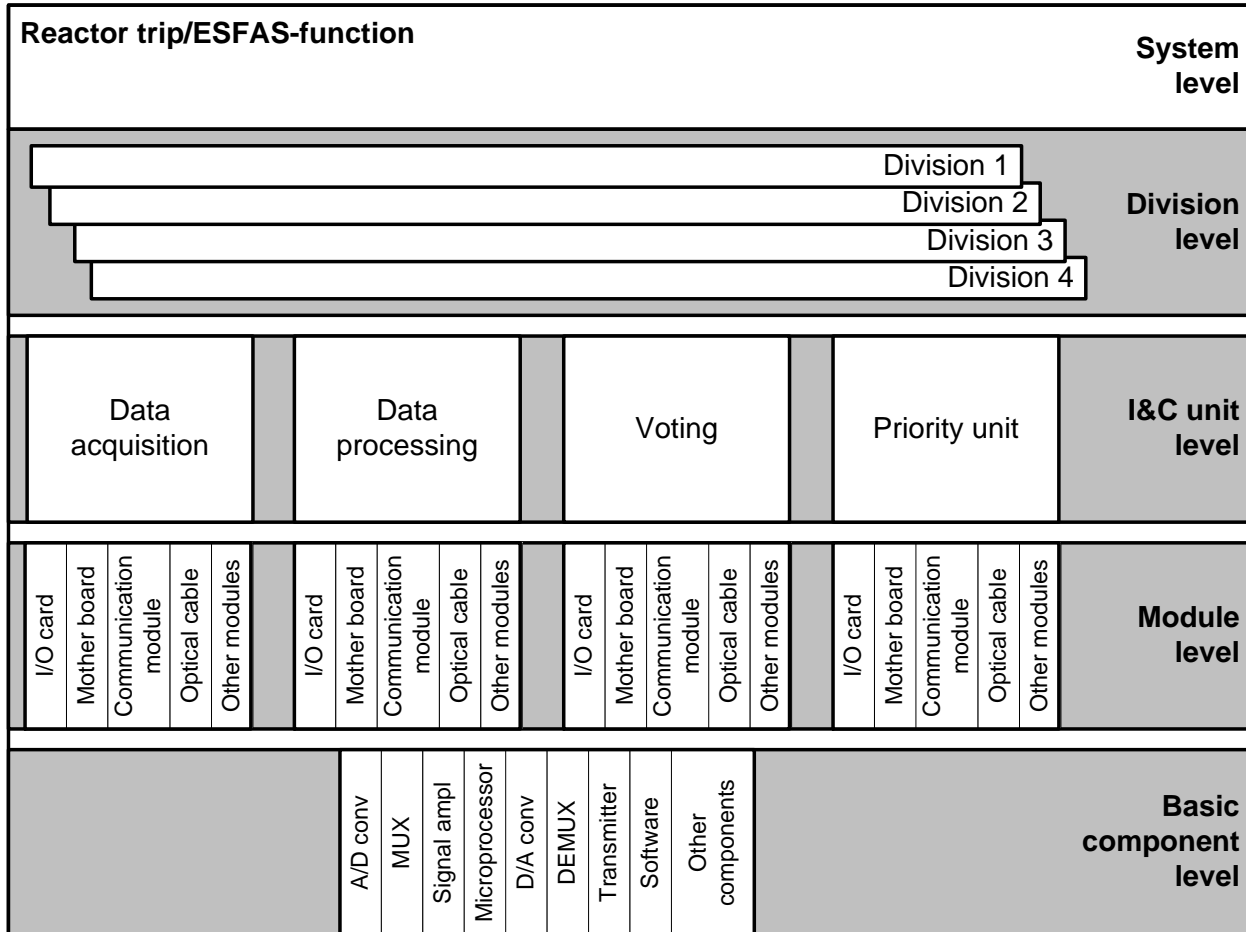 Reactor trip/ESFAS-function
System
level
Division 1
Division 2
Division 3
Division 4
Division
level
Data
acquisition
Data
processing
Voting
Priority unit
I&C unit
level
I/O card
Mother board
Communication
module
Optical cable
Other modules
I/O card
Mother board
Communication
module
Optical cable
Other modules
I/O card
Mother board
Communication
module
Optical cable
Other modules
I/O card
Mother board
Communication
module
Optical cable
Other modules
Module
level
A/D conv
MUX
Signal ampl
Microprocessor
D/A conv
DEMUX
Transmitter
Software
Other
components
Basic
component
level